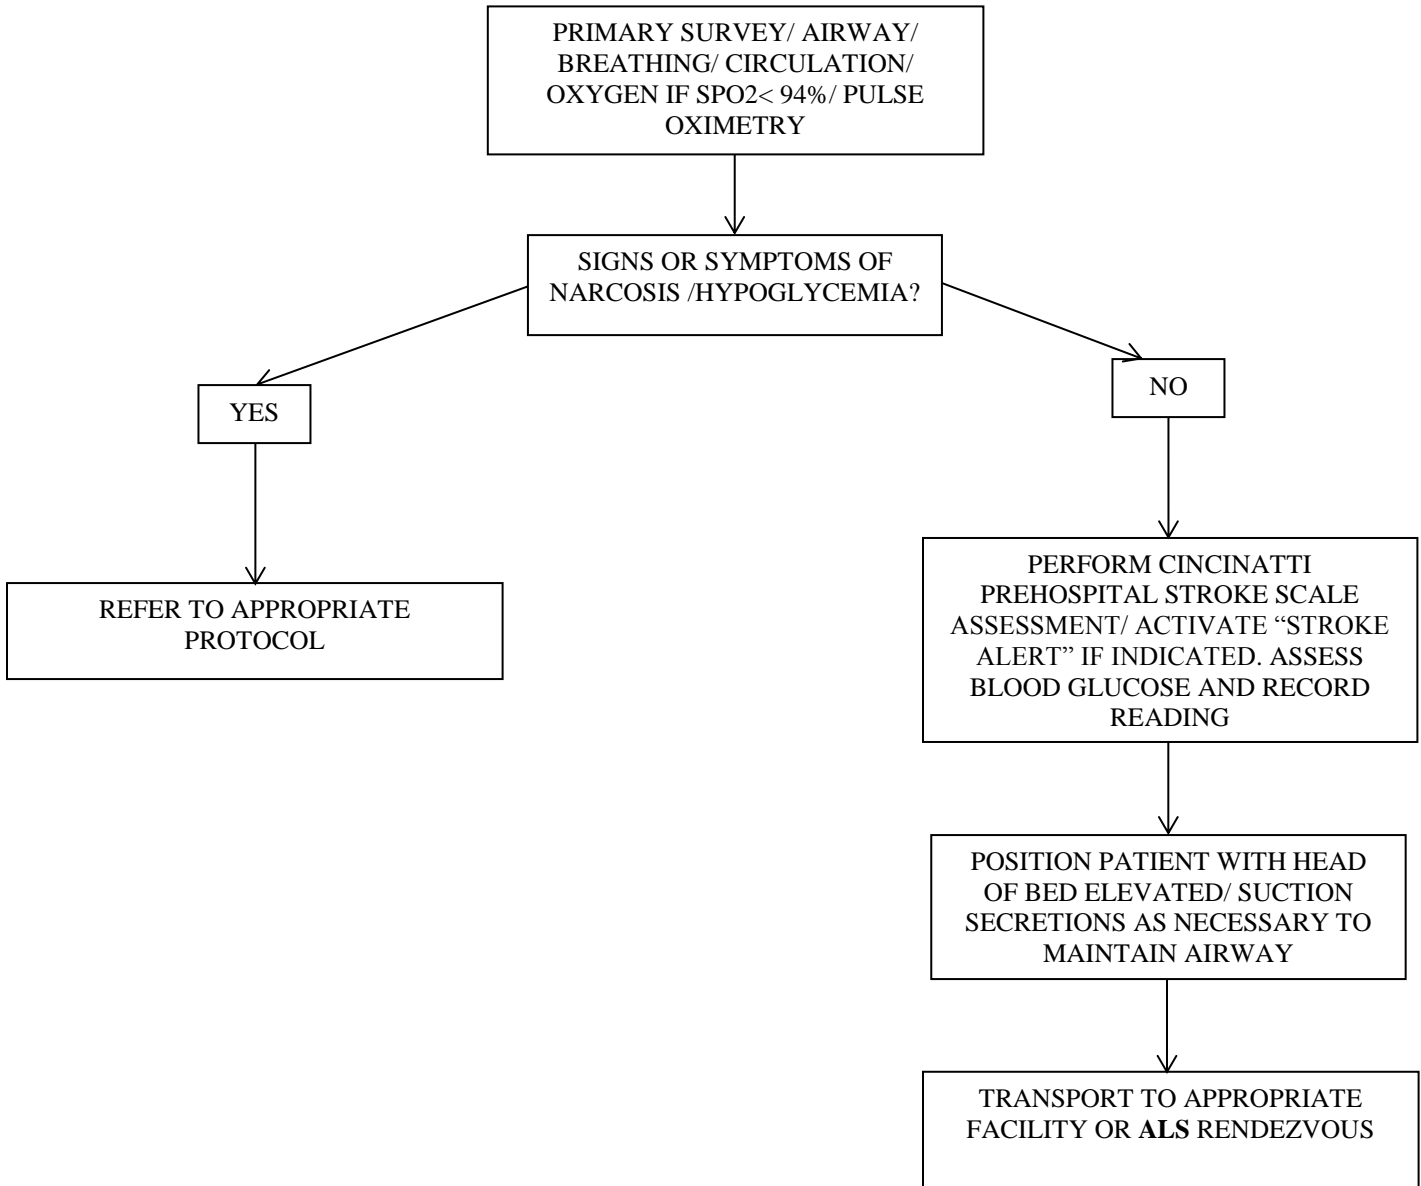 PRIMARY SURVEY/ AIRWAY/
BREATHING/ CIRCULATION/
OXYGEN IF SPO2< 94%/ PULSE
OXIMETRY
SIGNS OR SYMPTOMS OF
NARCOSIS /HYPOGLYCEMIA?
YES
NO
REFER TO APPROPRIATE
PROTOCOL
PERFORM CINCINATTI
PREHOSPITAL STROKE SCALE
ASSESSMENT/ ACTIVATE “STROKE
ALERT” IF INDICATED. ASSESS
BLOOD GLUCOSE AND RECORD
READING
POSITION PATIENT WITH HEAD
OF BED ELEVATED/ SUCTION
SECRETIONS AS NECESSARY TO
MAINTAIN AIRWAY
TRANSPORT TO APPROPRIATE
FACILITY OR ALS RENDEZVOUS